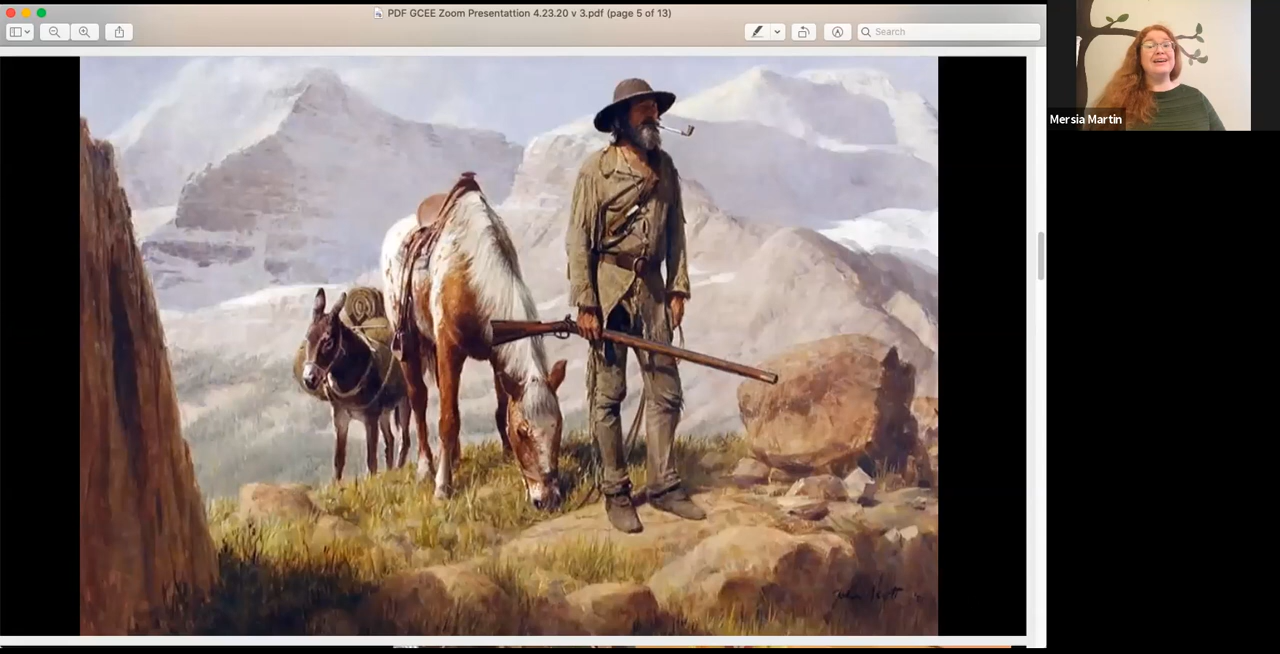 PDF GCEE Zoom Presentattion 4.23.20 v 3.pdf (page 5 of 13)
Search
Mersia Martin